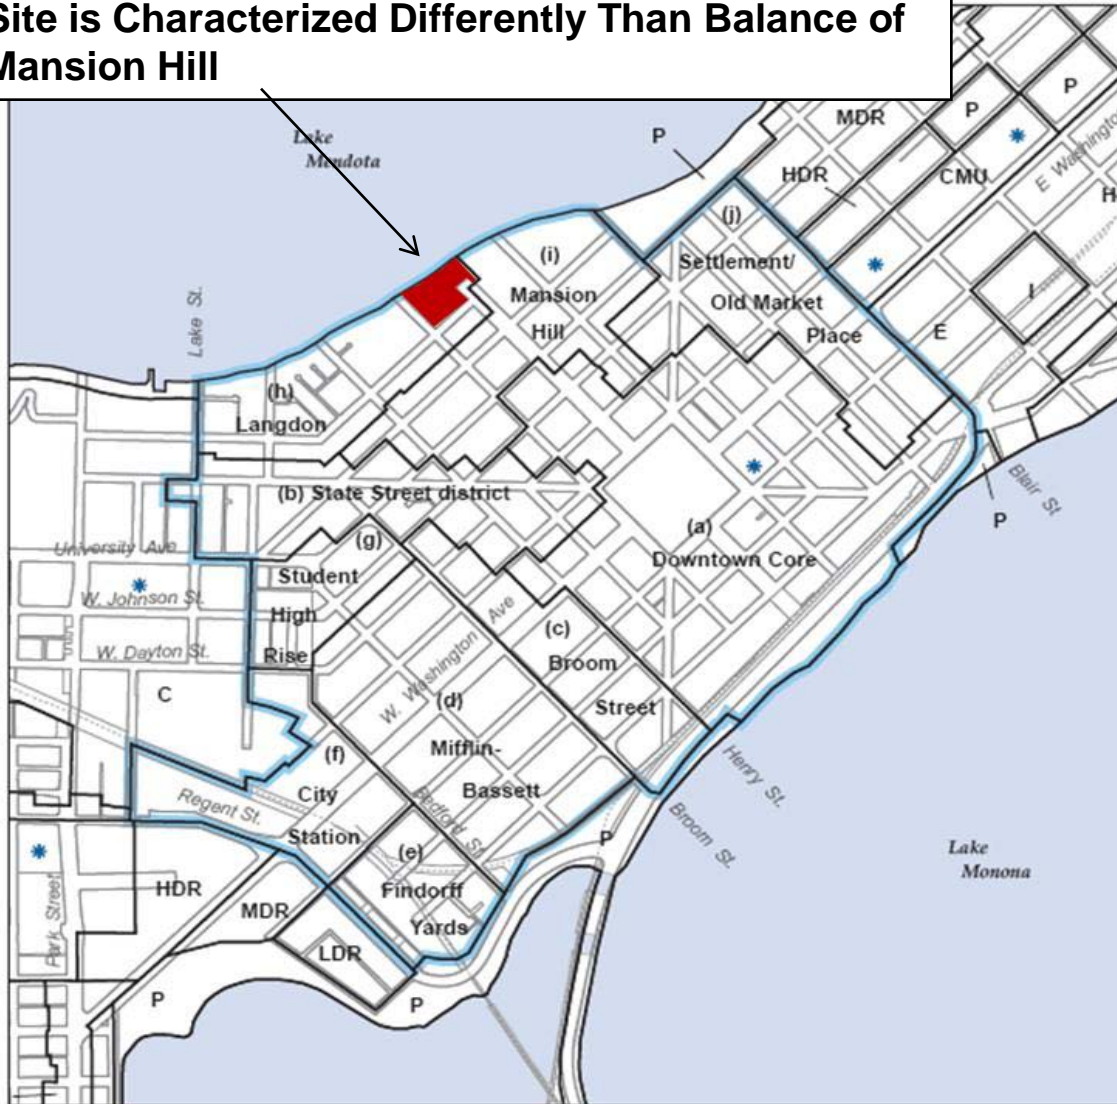 Site is Characterized Differently Than Balance of
Mansion Hill
Lake
Mendota
P
MDR
P
P
HDR
CMU
E Washington
H
(j)
Settlement/
Old Market
Place
(i)
Mansion
Hill
I
E
Lake St.
(h)
Langdon
(b) State Street district
(a)
Downtown Core
Blair St
P
University Ave
(g)
Student
High
Rise
W. Johnson St.
W. Dayton St.
W. Washington Ave
(c)
Broom
Street
C
(d)
Mifflin-
Bassett
(f)
City
Station
Regent St.
Bedford St
Henry St.
Broom St.
P
(e)
Findorff
Yards
Lake
Monona
HDR
MDR
LDR
Park Street
P
P